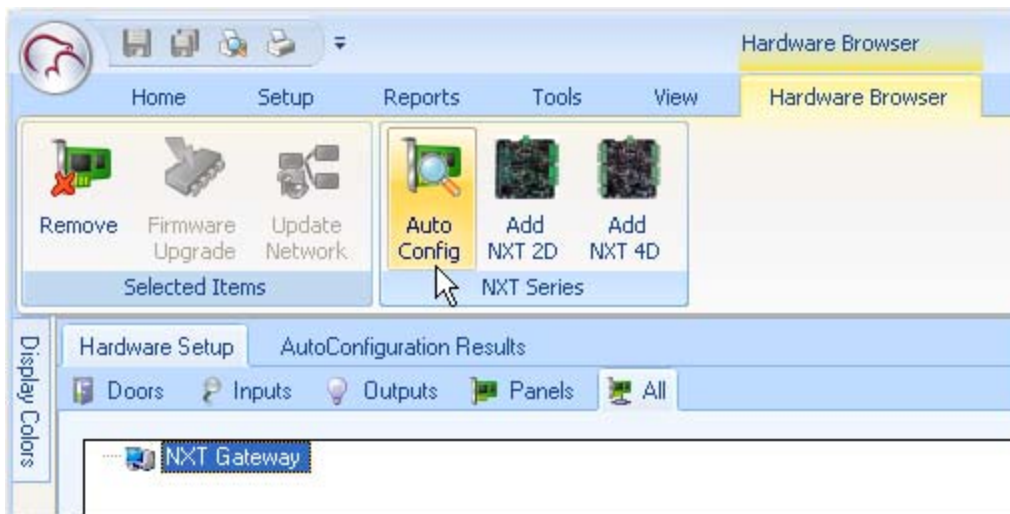 Hardware Browser
Home Setup Reports Tools View Hardware Browser
Remove Firmware Upgrade Update Network Auto Config Add NXT 2D Add NXT 4D
Selected Items NXT Series
Display Colors
Hardware Setup AutoConfiguration Results
Doors Inputs Outputs Panels All
NXT Gateway